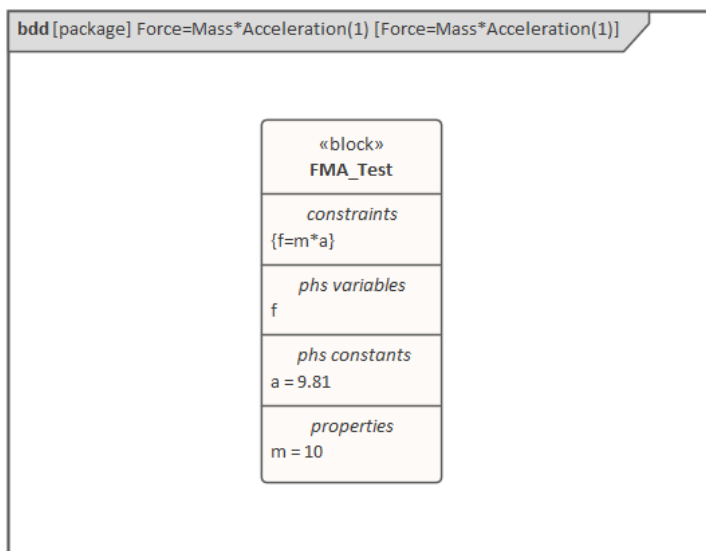 bdd [package] Force=Mass*Acceleration(1) [Force=Mass*Acceleration(1)]
«block»
FMA_Test
constraints
{f=m*a}
phs variables
f
phs constants
a = 9.81
properties
m = 10